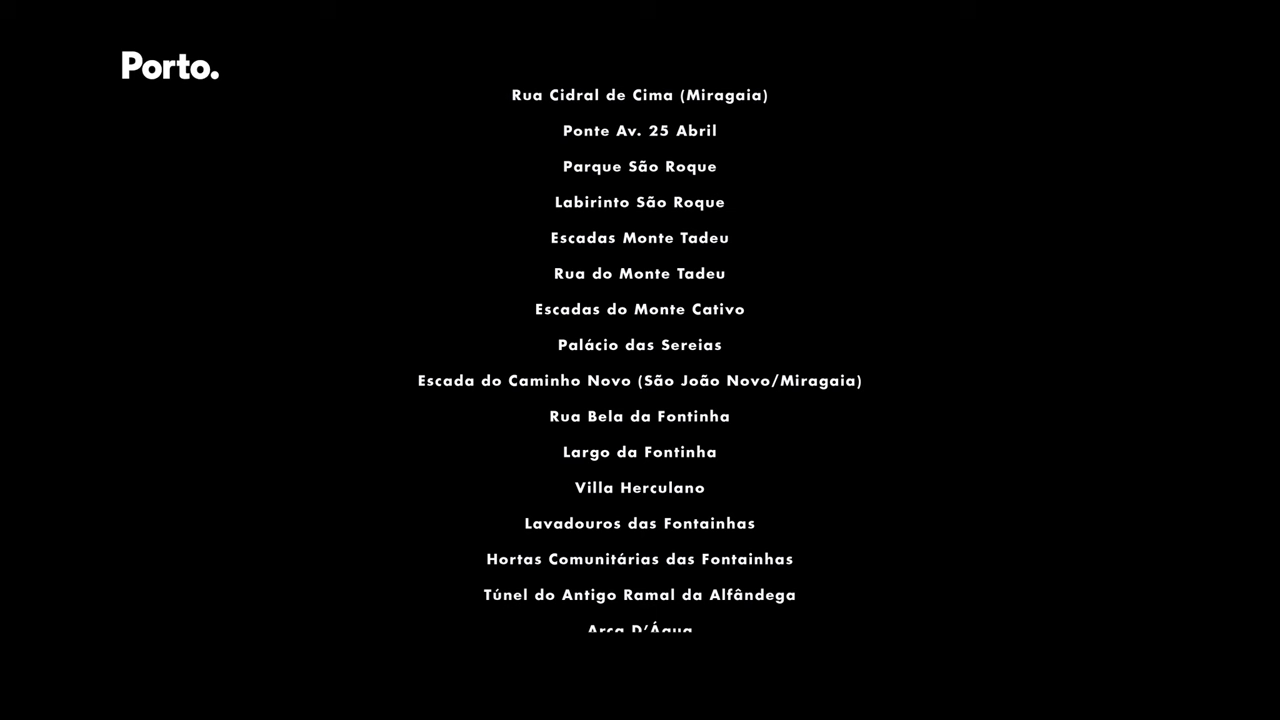 Porto.
Rua Cidral de Cima (Miragaia)
Ponte Av. 25 Abril
Parque São Roque
Labirinto São Roque
Escadas Monte Tadeu
Rua do Monte Tadeu
Escadas do Monte Cativo
Palácio das Sereias
Escada do Caminho Novo (São João Novo/Miragaia)
Rua Bela da Fontinha
Largo da Fontinha
Villa Herculano
Lavadouros das Fontainhas
Hortas Comunitárias das Fontainhas
Túnel do Antigo Ramal da Alfândega
Arca D’Água